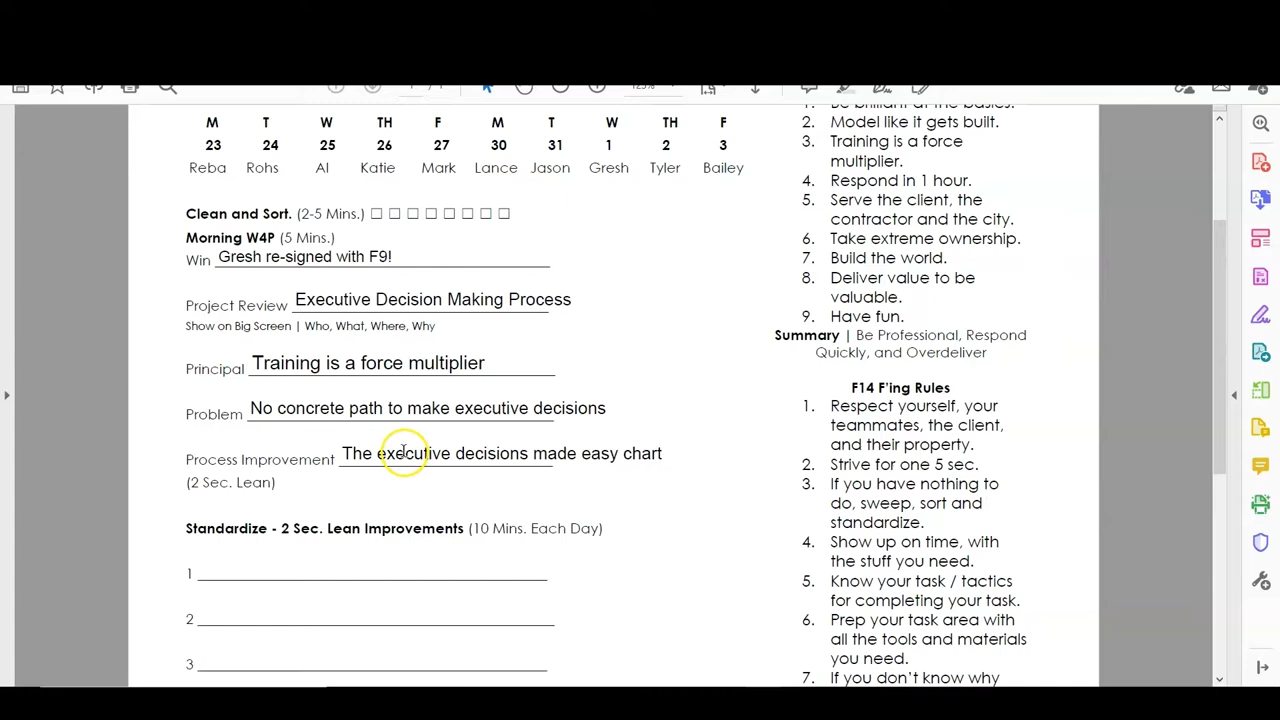 M T W TH F M T W TH F
23 24 25 26 27 30 31 1 2 3
Reba Rohs Al Katie Mark Lance Jason Gresh Tyler Bailey
Clean and Sort. (2-5 Mins.) □ □ □ □ □ □ □ □
Morning W4P (5 Mins.)
Win Gresh re-signed with F9!
Project Review Executive Decision Making Process
Show on Big Screen | Who, What, Where, Why
Principal Training is a force multiplier
Problem No concrete path to make executive decisions
Process Improvement The executive decisions made easy chart
(2 Sec. Lean)
Standardize - 2 Sec. Lean Improvements (10 Mins. Each Day)
1
2
3
1. Be brilliant at the basics.
2. Model like it gets built.
3. Training is a force
multiplier.
4. Respond in 1 hour.
5. Serve the client, the
contractor and the city.
6. Take extreme ownership.
7. Build the world.
8. Deliver value to be
valuable.
9. Have fun.
Summary | Be Professional, Respond
Quickly, and Overdeliver
F14 F'ing Rules
1. Respect yourself, your
teammates, the client,
and their property.
2. Strive for one 5 sec.
3. If you have nothing to
do, sweep, sort and
standardize.
4. Show up on time, with
the stuff you need.
5. Know your task / tactics
for completing your task.
6. Prep your task area with
all the tools and materials
you need.
7. If you don't know why